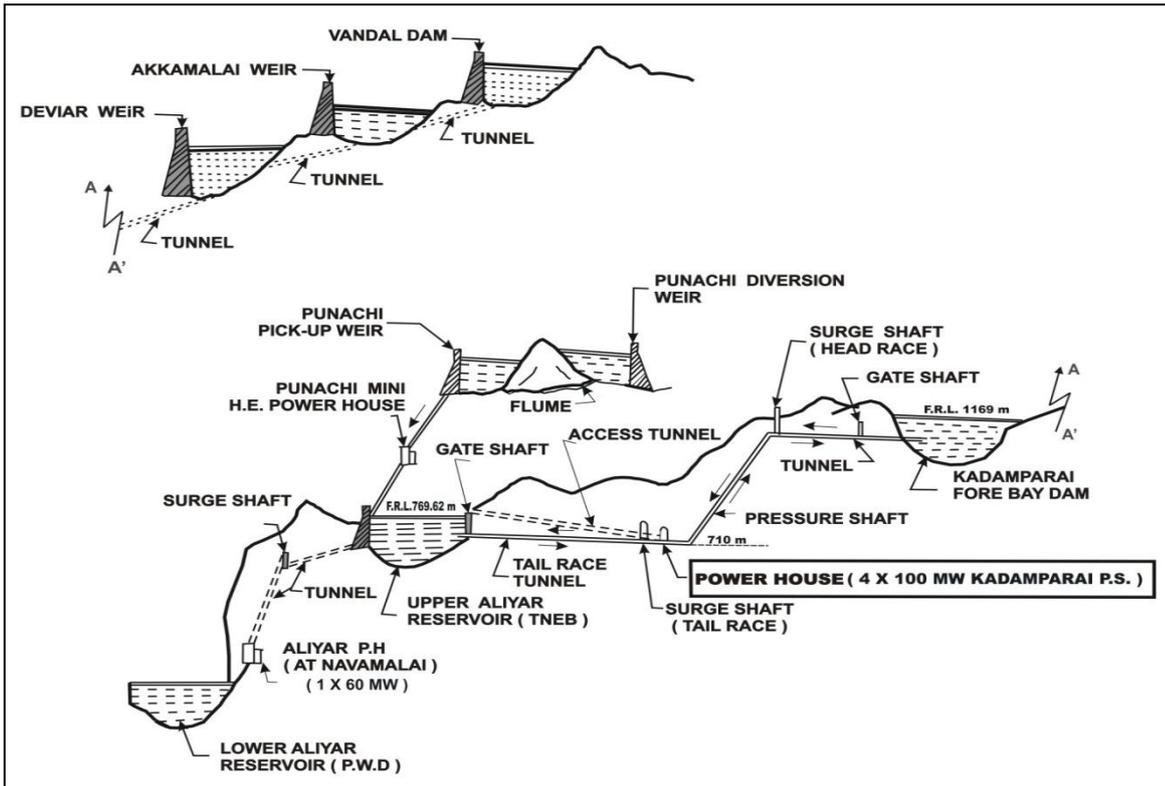 VANDAL DAM
AKKAMALAI WEIR
DEVIAR WEiR
TUNNEL
TUNNEL
A
TUNNEL
A'
PUNACHI DIVERSION
WEIR
PUNACHI
PICK-UP WEIR
SURGE SHAFT
( HEAD RACE )
PUNACHI MINI
H.E. POWER HOUSE
GATE SHAFT
A
FLUME
F.R.L. 1169 m
ACCESS TUNNEL
GATE SHAFT
A'
TUNNEL
KADAMPARAI
FORE BAY DAM
SURGE SHAFT
F.R.L.769.62 m
PRESSURE SHAFT
710 m
TAIL RACE
TUNNEL
POWER HOUSE ( 4 X 100 MW KADAMPARAI P.S. )
TUNNEL
UPPER ALIYAR
RESERVOIR ( TNEB )
SURGE SHAFT
( TAIL RACE )
ALIYAR P.H
( AT NAVAMALAI )
( 1 X 60 MW )
LOWER ALIYAR
RESERVOIR ( P.W.D )